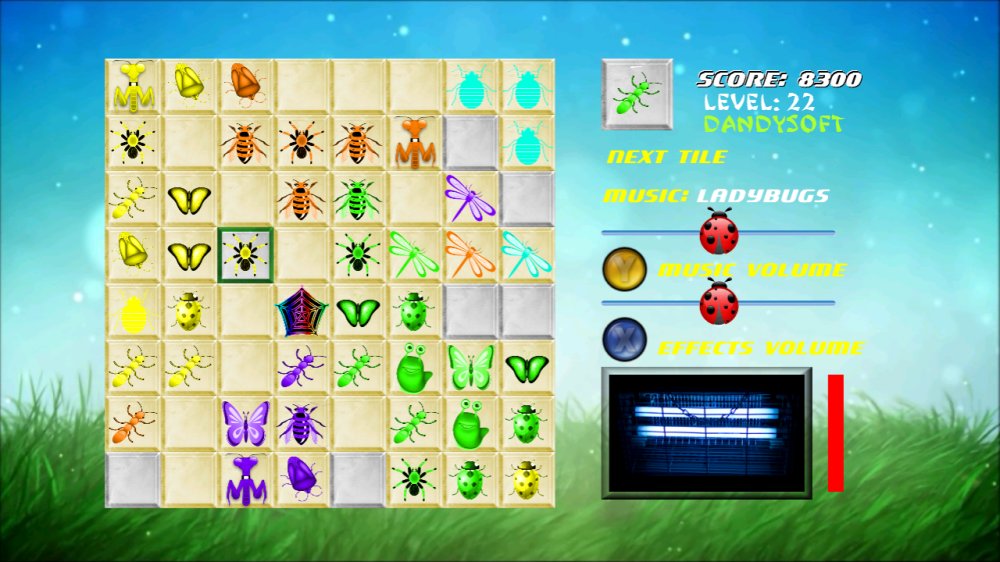 SCORE: 8300
LEVEL: 22
DANDYSOFT
NEXT TILE
MUSIC: LADYBUGS
Y MUSIC VOLUME
X EFFECTS VOLUME